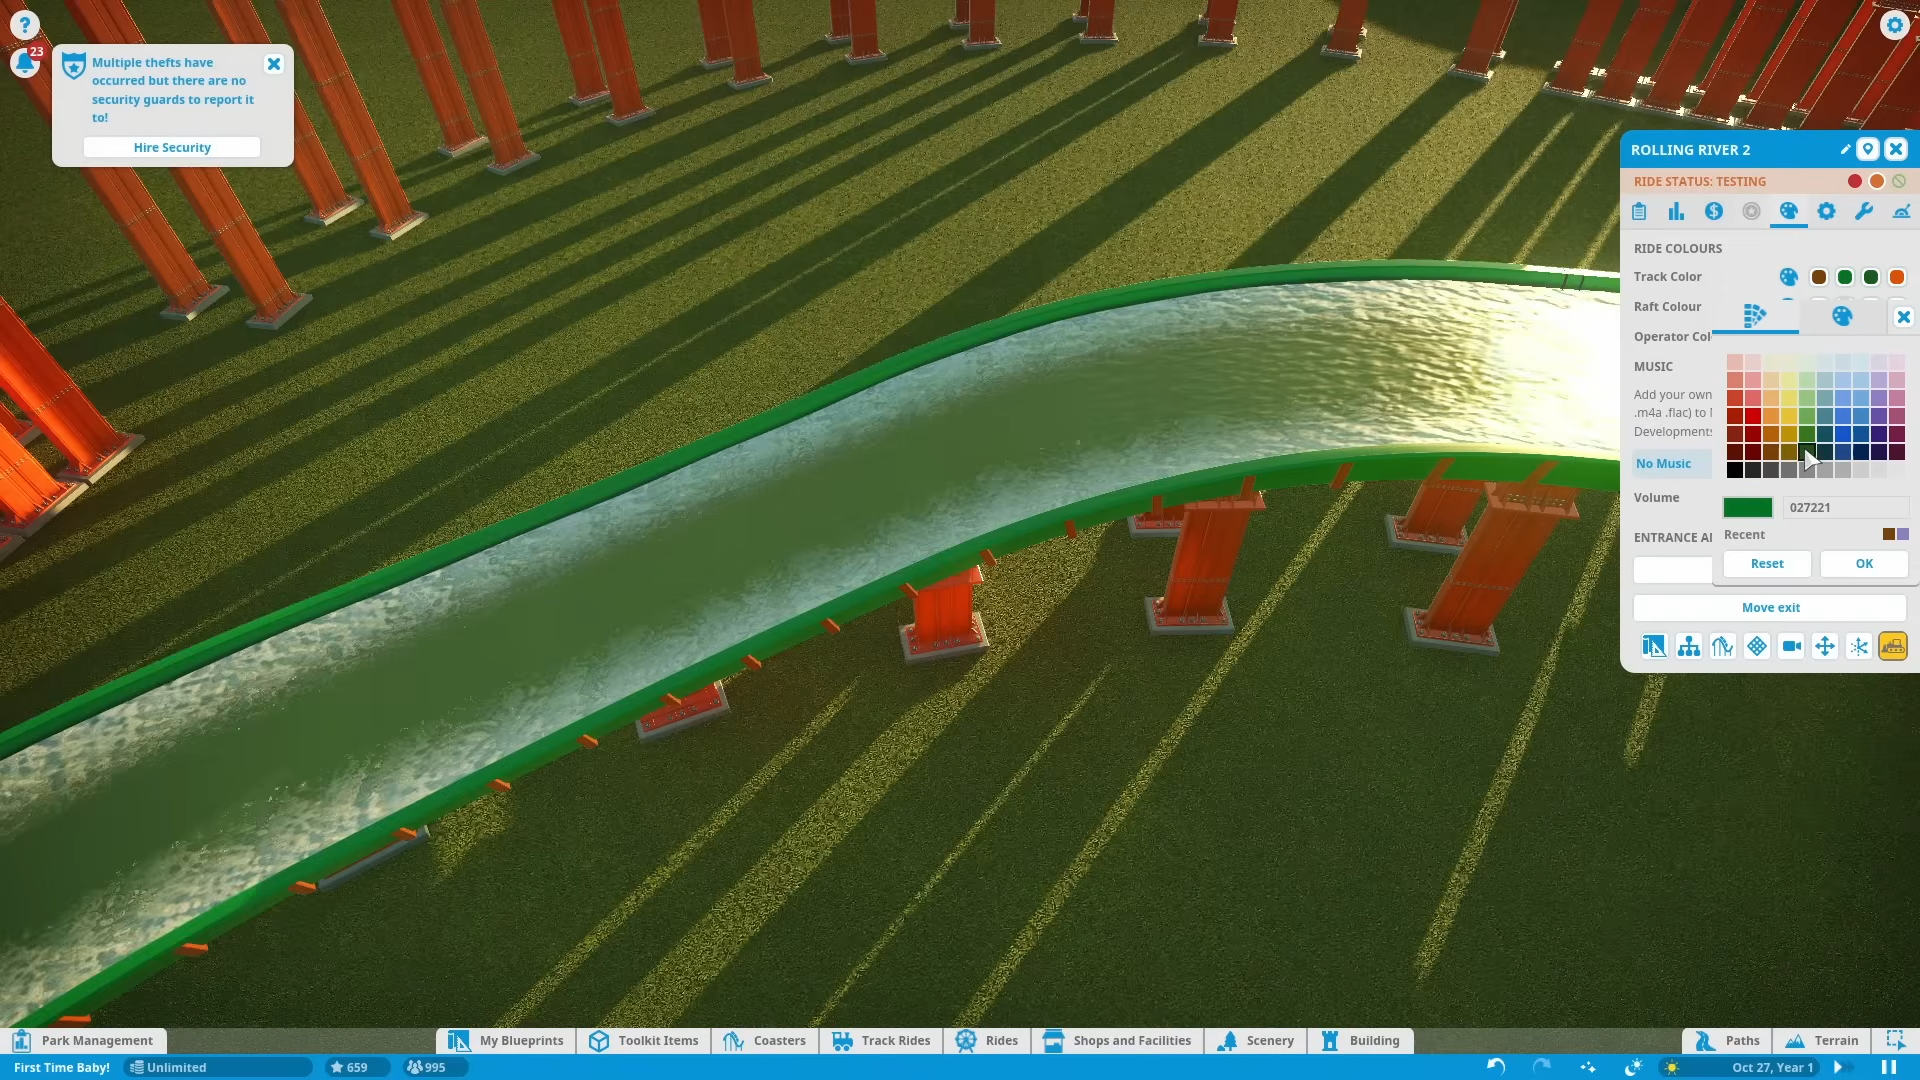 ?
23
Multiple thefts have
occurred but there are no
security guards to report it
to!
Hire Security
ROLLING RIVER 2
RIDE STATUS: TESTING
RIDE COLOURS
Track Color
Raft Colour
Operator Col
MUSIC
Add your own
.m4a .flac) to
Developments
No Music
Volume
027221
ENTRANCE A
Recent
Reset
OK
Move exit
Park Management
My Blueprints
Toolkit Items
Coasters
Track Rides
Rides
Shops and Facilities
Scenery
Building
Paths
Terrain
First Time Baby!
Unlimited
659
995
Oct 27, Year 1